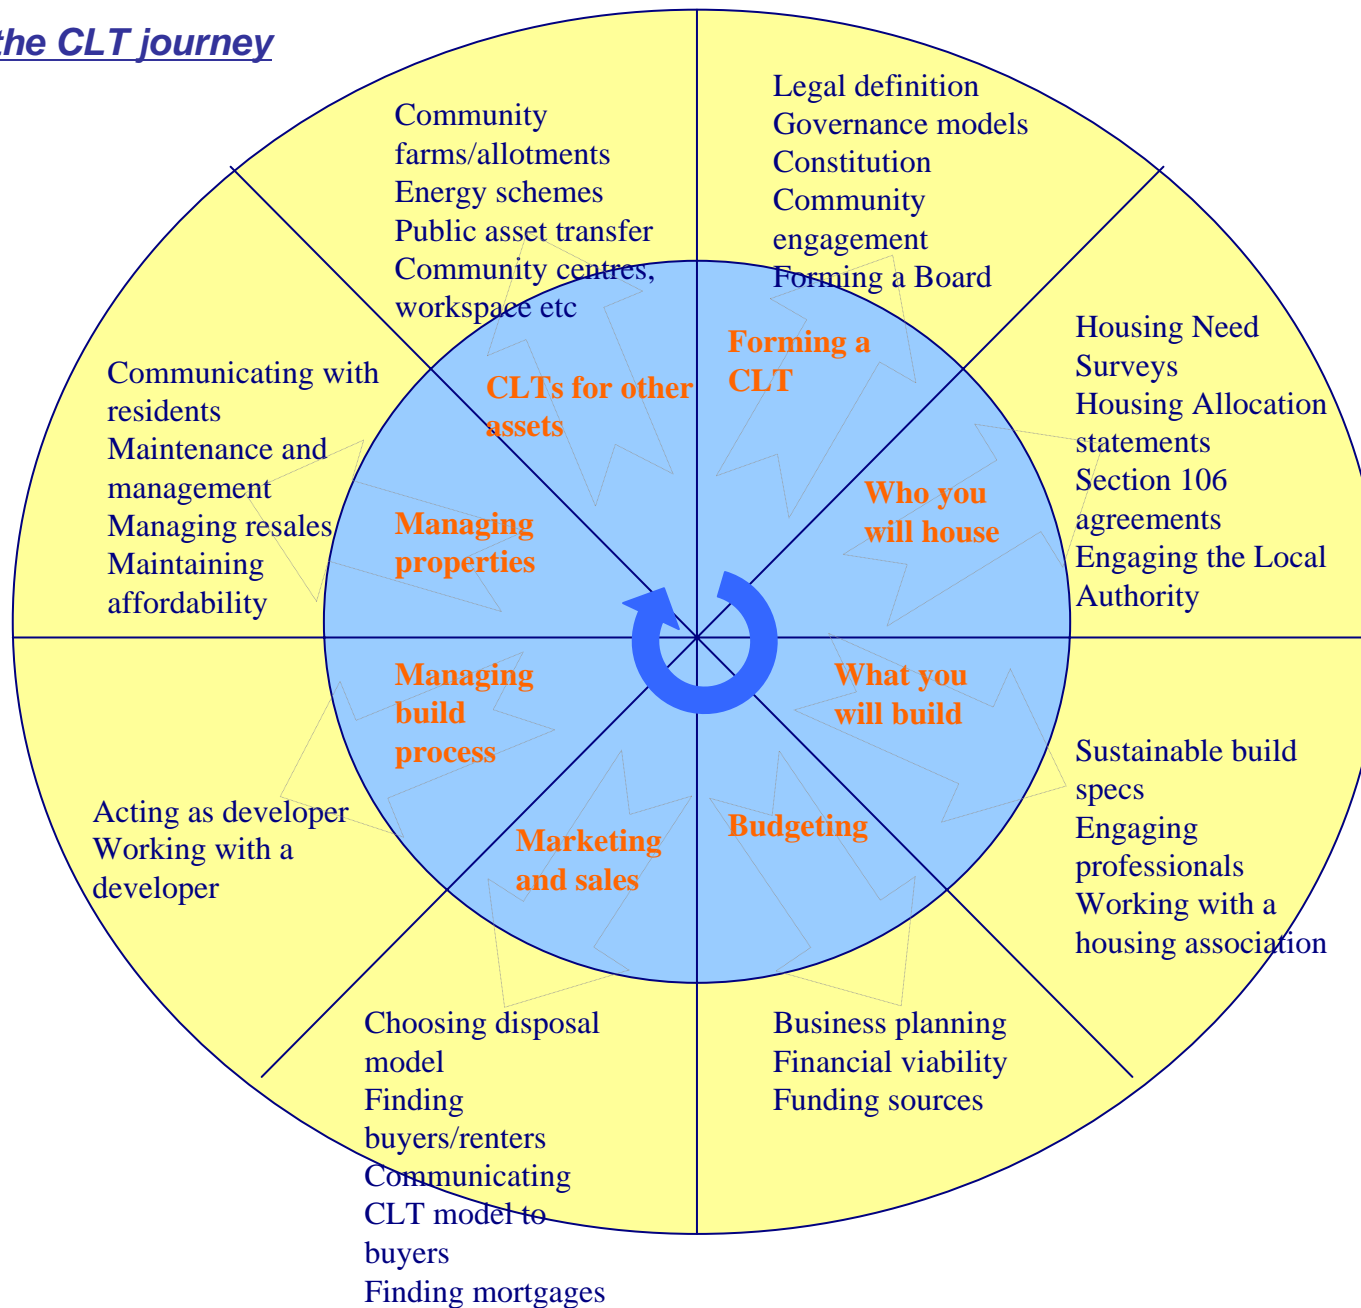 the CLT journey
Legal definition
Governance models
Constitution
Community
engagement
Forming a Board
Forming a
CLT
Housing Need
Surveys
Housing Allocation
statements
Section 106
agreements
Engaging the Local
Authority
Who you
will house
What you
will build
Sustainable build
specs
Engaging
professionals
Working with a
housing association
Budgeting
Business planning
Financial viability
Funding sources
Marketing
and sales
Choosing disposal
model
Finding
buyers/renters
Communicating
CLT model to
buyers
Finding mortgages
Managing
build
process
Acting as developer
Working with a
developer
Managing
properties
Communicating with
residents
Maintenance and
management
Managing resales
Maintaining
affordability
CLTs for other
assets
Community
farms/allotments
Energy schemes
Public asset transfer
Community centres,
workspace etc